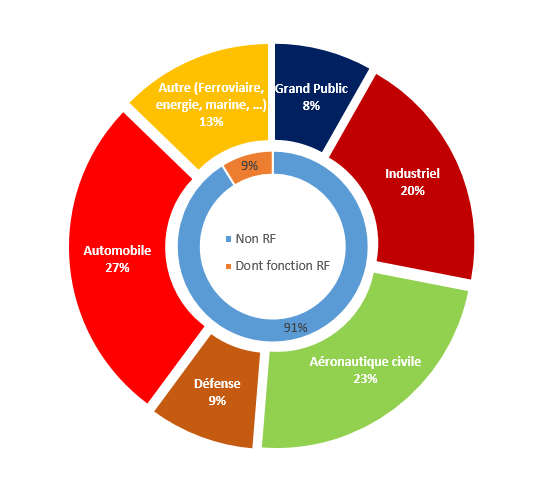 Autre (Ferroviaire,
energie, marine, ...)
13%
Grand Public
8%
Industriel
20%
9%
Non RF
Dont fonction RF
Automobile
27%
91%
Aéronautique civile
23%
Défense
9%